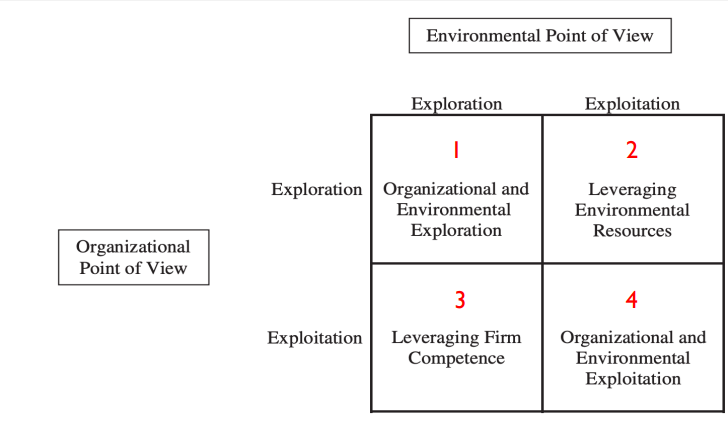 Environmental Point of View
Exploration
Exploitation
1
2
Exploration
Organizational and
Environmental
Exploration
Leveraging
Environmental
Resources
Organizational
Point of View
3
4
Exploitation
Leveraging Firm
Competence
Organizational and
Environmental
Exploitation